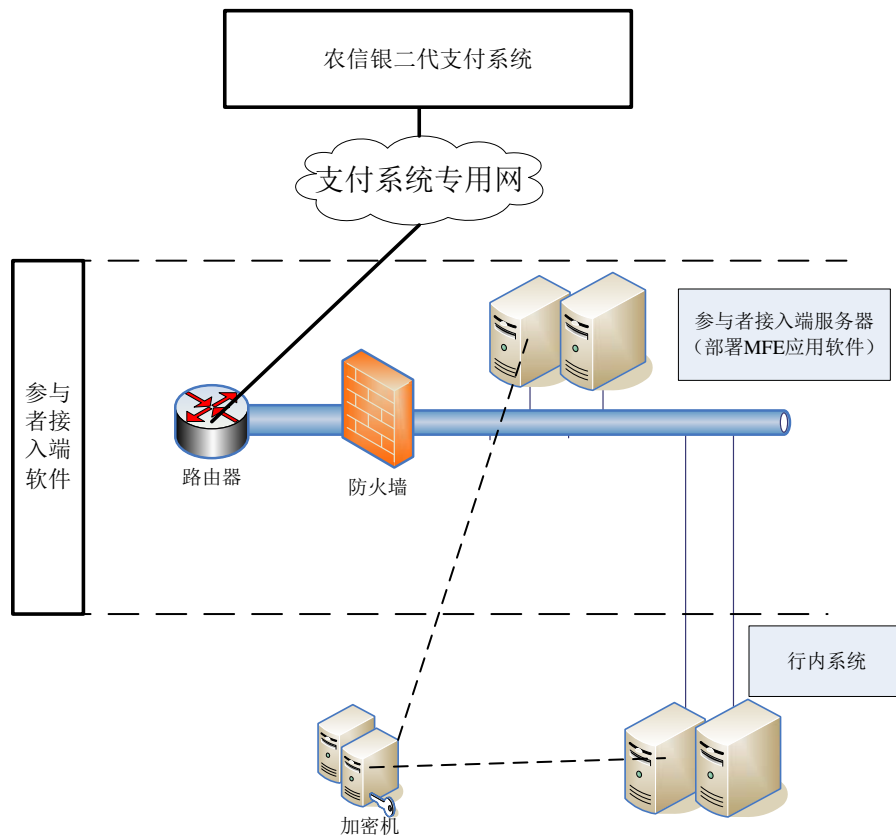 农信银二代支付系统
支付系统专用网
参与者接入端服务器
（部署MFE应用软件）
参与
者接
入端
软件
路由器
防火墙
行内系统
加密机